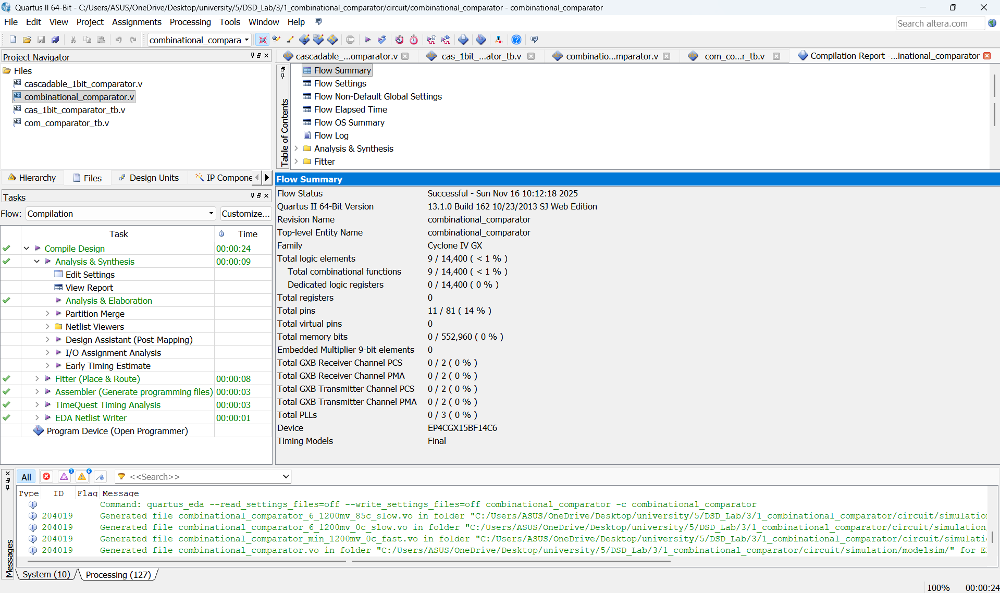 Quartus II 64-Bit - C:/Users/ASUS/OneDrive/Desktop/university/5/DSD_Lab/3/1_combinational_comparator/circuit/combinational_comparator - combinational_comparator
File Edit View Project Assignments Processing Tools Window Help
Search altera.com
combinational_compara
STOP
Project Navigator
Files
cascadable_1bit_comparator.v
combinational_comparator.v
cas_1bit_comparator_tb.v
com_comparator_tb.v
Hierarchy Files Design Units IP Compone
Tasks
Flow: Compilation Customize...
Task Time
Compile Design 00:00:24
Analysis & Synthesis 00:00:09
Edit Settings
View Report
Analysis & Elaboration
Partition Merge
Netlist Viewers
Design Assistant (Post-Mapping)
I/O Assignment Analysis
Early Timing Estimate
Fitter (Place & Route) 00:00:08
Assembler (Generate programming files) 00:00:03
TimeQuest Timing Analysis 00:00:03
EDA Netlist Writer 00:00:01
Program Device (Open Programmer)
cascadable_...omparator.v cas_1bit_...ator_tb.v combinatio...mparator.v com_co...r_tb.v Compilation Report -...inational_comparator
Table of Contents
Flow Summary
Flow Settings
Flow Non-Default Global Settings
Flow Elapsed Time
Flow OS Summary
Flow Log
Analysis & Synthesis
Fitter
Flow Summary
Flow Status Successful - Sun Nov 16 10:12:18 2025
Quartus II 64-Bit Version 13.1.0 Build 162 10/23/2013 SJ Web Edition
Revision Name combinational_comparator
Top-level Entity Name combinational_comparator
Family Cyclone IV GX
Total logic elements 9 / 14,400 ( < 1 % )
Total combinational functions 9 / 14,400 ( < 1 % )
Dedicated logic registers 0 / 14,400 ( 0 % )
Total registers 0
Total pins 11 / 81 ( 14 % )
Total virtual pins 0
Total memory bits 0 / 552,960 ( 0 % )
Embedded Multiplier 9-bit elements 0
Total GXB Receiver Channel PCS 0 / 2 ( 0 % )
Total GXB Receiver Channel PMA 0 / 2 ( 0 % )
Total GXB Transmitter Channel PCS 0 / 2 ( 0 % )
Total GXB Transmitter Channel PMA 0 / 2 ( 0 % )
Total PLLs 0 / 3 ( 0 % )
Device EP4CGX15BF14C6
Timing Models Final
Messages
All 3 6 <<Search>>
Type ID Flag Message
Command: quartus_eda --read_settings_files=off --write_settings_files=off combinational_comparator -c combinational_comparator
204019 Generated file combinational_comparator_6_1200mv_85c_slow.vo in folder "C:/Users/ASUS/OneDrive/Desktop/university/5/DSD_Lab/3/1_combinational_comparator/circuit/simulation
204019 Generated file combinational_comparator_6_1200mv_0c_slow.vo in folder "C:/Users/ASUS/OneDrive/Desktop/university/5/DSD_Lab/3/1_combinational_comparator/circuit/simulation
204019 Generated file combinational_comparator_min_1200mv_0c_fast.vo in folder "C:/Users/ASUS/OneDrive/Desktop/university/5/DSD_Lab/3/1_combinational_comparator/circuit/simulati
204019 Generated file combinational_comparator.vo in folder "C:/Users/ASUS/OneDrive/Desktop/university/5/DSD_Lab/3/1_combinational_comparator/circuit/simulation/modelsim/" for E
System (10) Processing (127)
100% 00:00:24